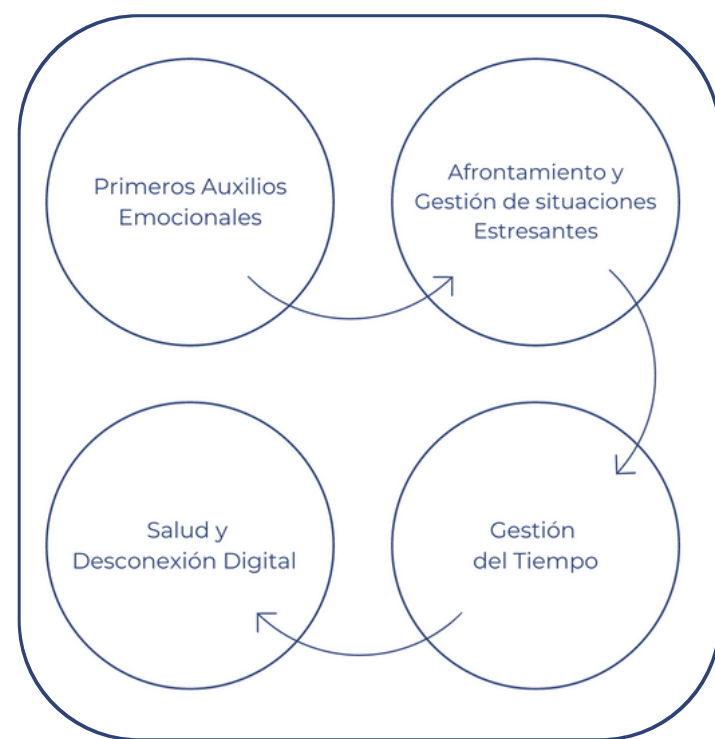 Primeros Auxilios
Emocionales
Afrontamiento y
Gestión de situaciones
Estresantes
Salud y
Desconexión Digital
Gestión
del Tiempo